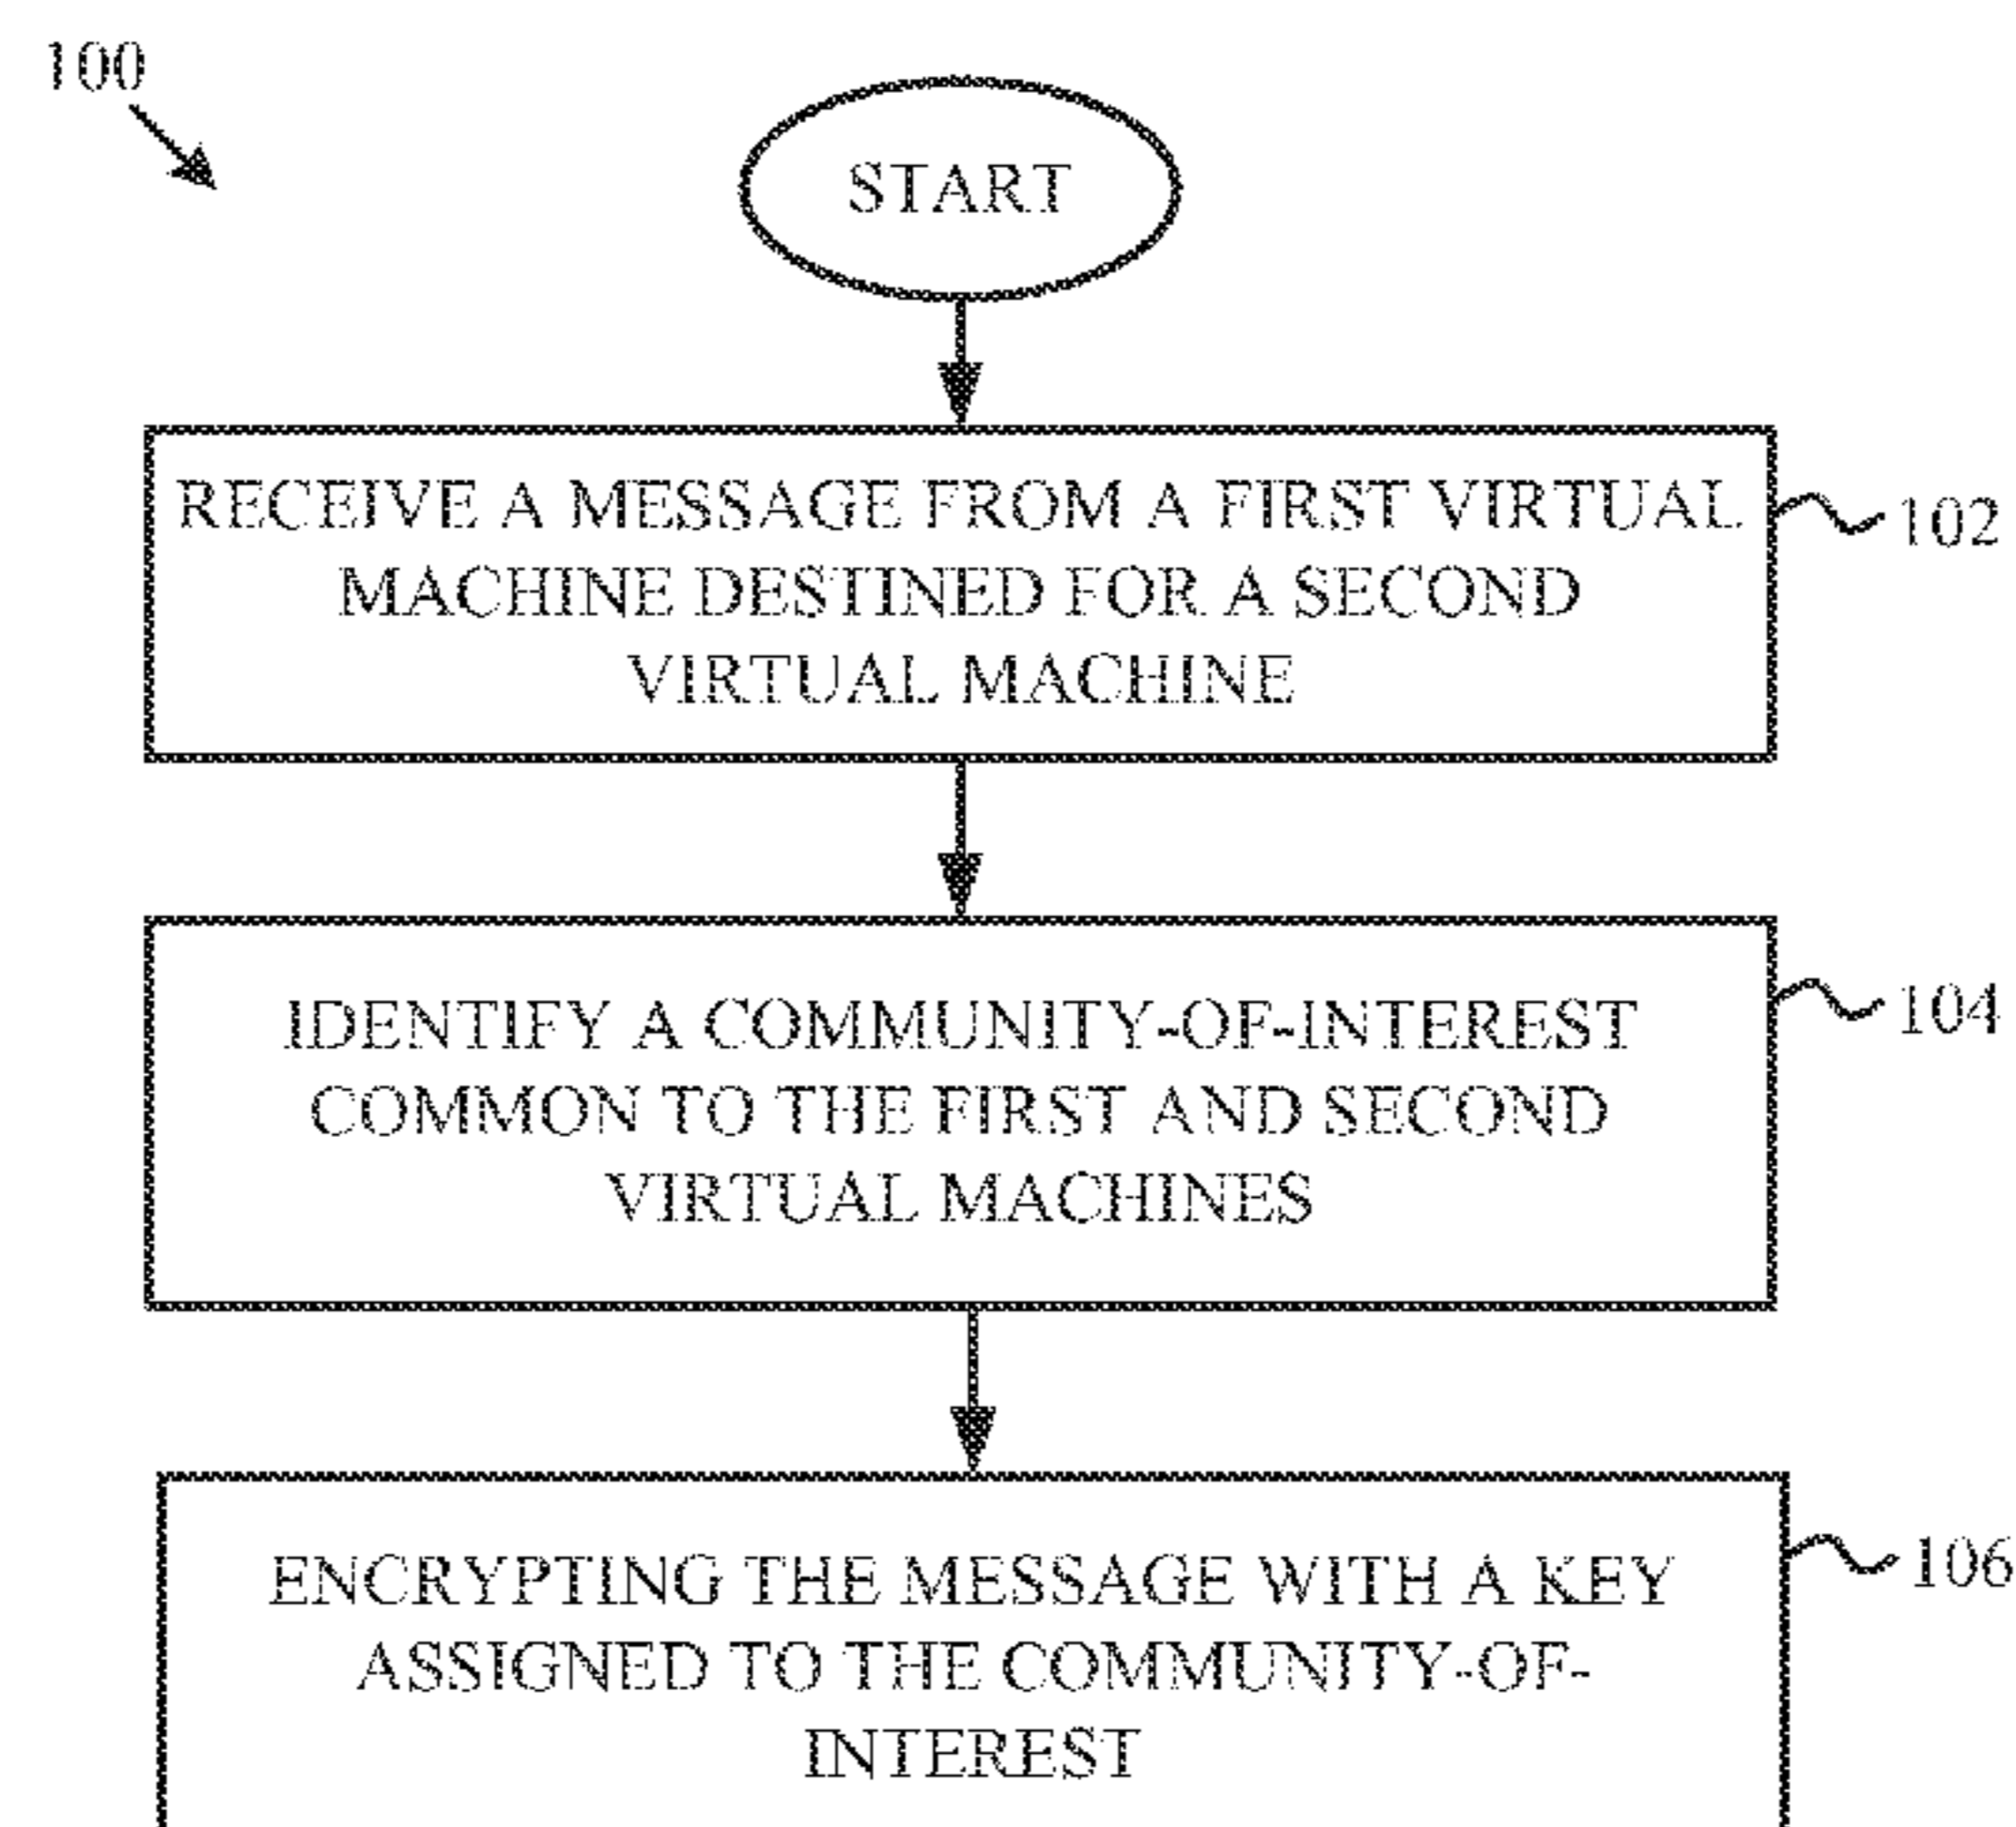 100
START
RECEIVE A MESSAGE FROM A FIRST VIRTUAL
MACHINE DESTINED FOR A SECOND
VIRTUAL MACHINE
102
IDENTIFY A COMMUNITY-OF-INTEREST
COMMON TO THE FIRST AND SECOND
VIRTUAL MACHINES
104
ENCRYPTING THE MESSAGE WITH A KEY
ASSIGNED TO THE COMMUNITY-OF-
INTEREST
106